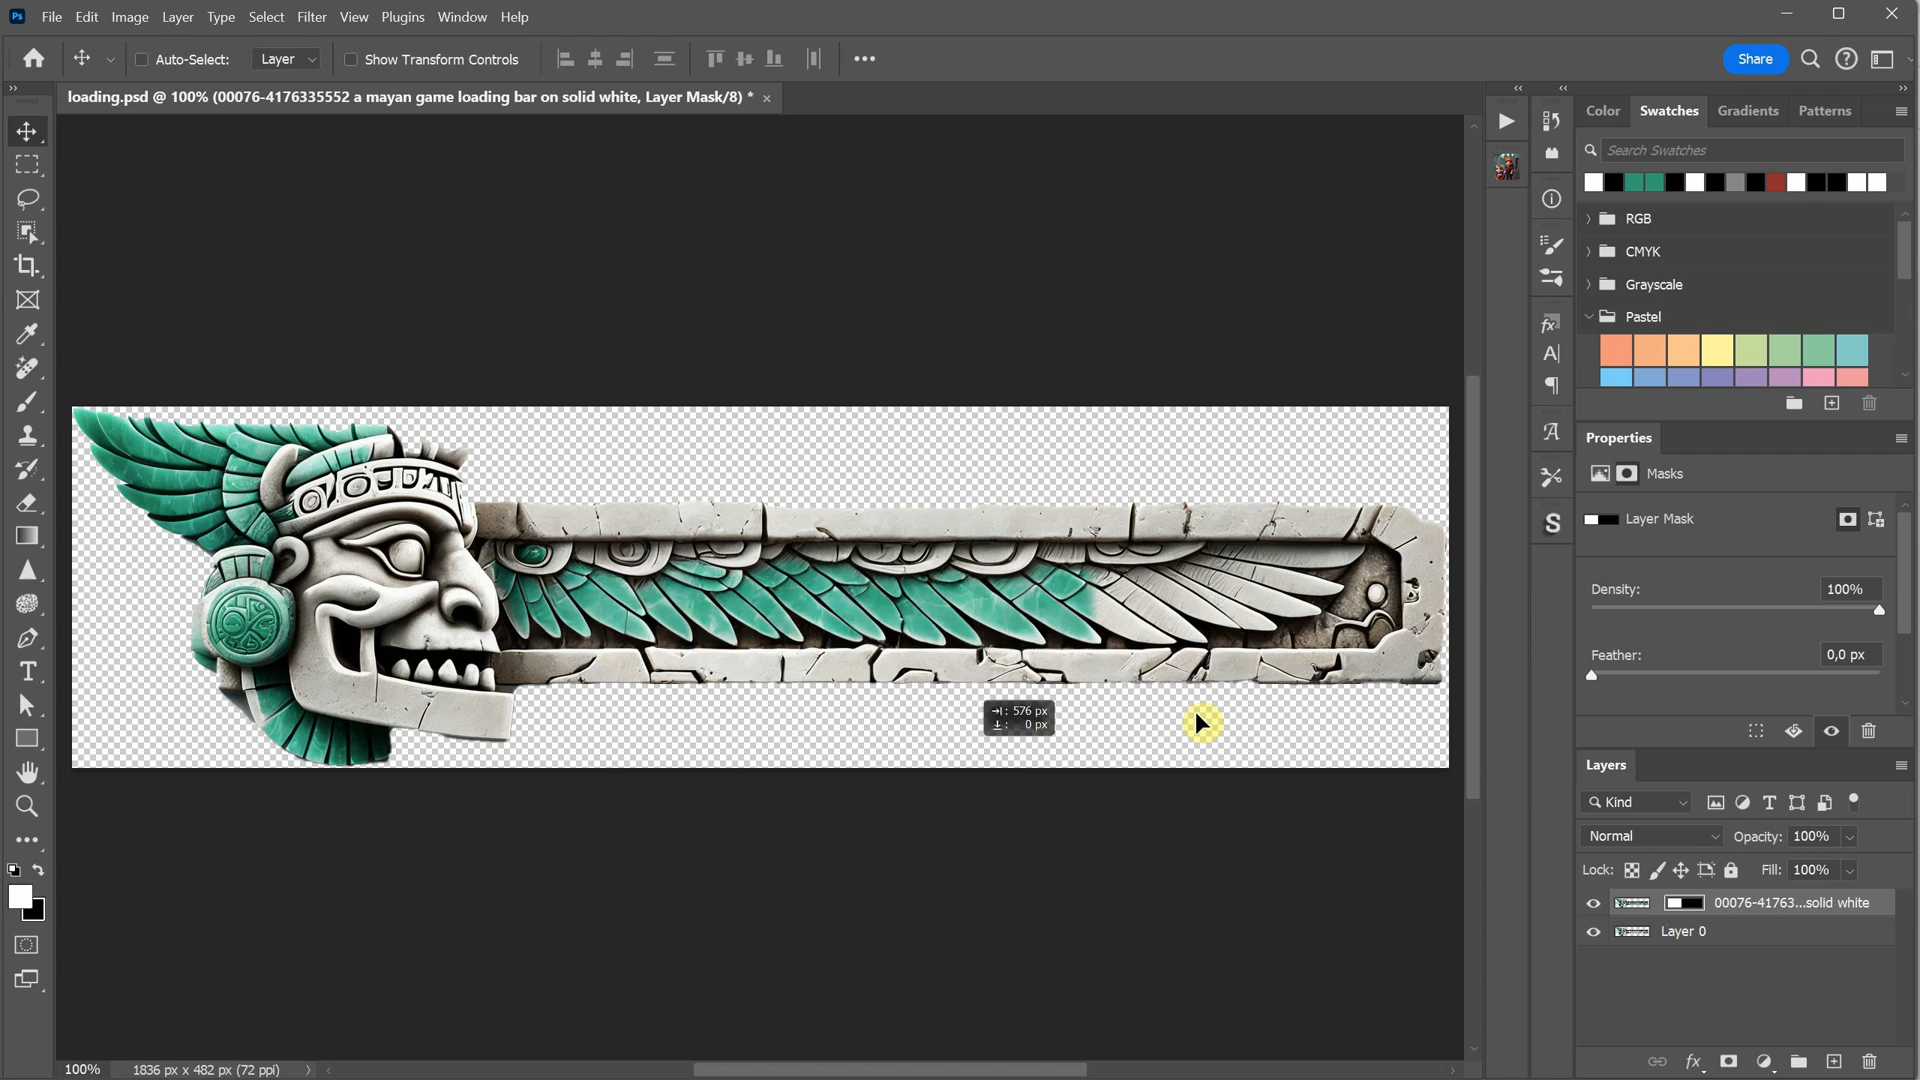 Ps File Edit Image Layer Type Select Filter View Plugins Window Help
Auto-Select: Layer Show Transform Controls Share
loading.psd @ 100% (00076-4176335552 a mayan game loading bar on solid white, Layer Mask/8) *
Color Swatches Gradients Patterns
Search Swatches
RGB
CMYK
Grayscale
Pastel
Properties
Masks
Layer Mask
Density: 100%
Feather: 0,0 px
: 576 px
: 0 px
Layers
Kind
Normal Opacity: 100%
Lock: Fill: 100%
00076-41763...solid white
Layer 0
100% 1836 px x 482 px (72 ppi)